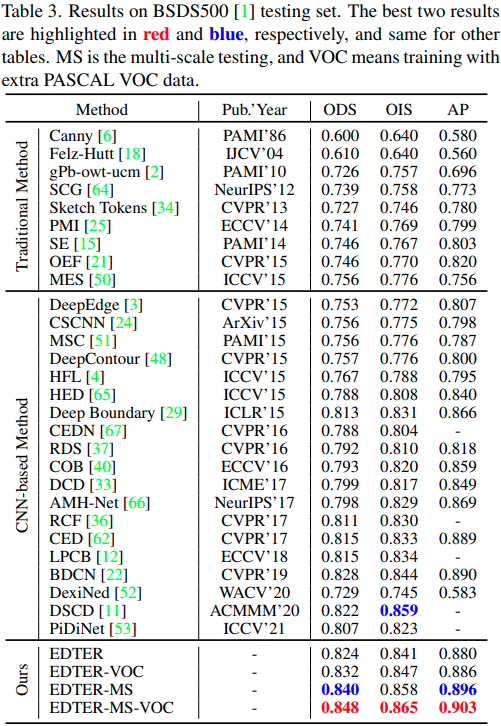 Table 3. Results on BSDS500 [1] testing set. The best two results
are highlighted in red and blue, respectively, and same for other
tables. MS is the multi-scale testing, and VOC means training with
extra PASCAL VOC data.
Method Pub.'Year ODS OIS AP
Traditional Method
Canny [6] PAMI'86 0.600 0.640 0.580
Felz-Hutt [18] IJCV'04 0.610 0.640 0.560
gPb-owt-ucm [2] PAMI'10 0.726 0.757 0.696
SCG [64] NeurIPS'12 0.739 0.758 0.773
Sketch Tokens [34] CVPR'13 0.727 0.746 0.780
PMI [25] ECCV'14 0.741 0.769 0.799
SE [15] PAMI'14 0.746 0.767 0.803
OEF [21] CVPR'15 0.746 0.770 0.820
MES [50] ICCV'15 0.756 0.776 0.756
CNN-based Method
DeepEdge [3] CVPR'15 0.753 0.772 0.807
CSCNN [24] ArXiv'15 0.756 0.775 0.798
MSC [51] PAMI'15 0.756 0.776 0.787
DeepContour [48] CVPR'15 0.757 0.776 0.800
HFL [4] ICCV'15 0.767 0.788 0.795
HED [65] ICCV'15 0.788 0.808 0.840
Deep Boundary [29] ICLR'15 0.813 0.831 0.866
CEDN [67] CVPR'16 0.788 0.804 -
RDS [37] CVPR'16 0.792 0.810 0.818
COB [40] ECCV'16 0.793 0.820 0.859
DCD [33] ICME'17 0.799 0.817 0.849
AMH-Net [66] NeurIPS'17 0.798 0.829 0.869
RCF [36] CVPR'17 0.811 0.830 -
CED [62] CVPR'17 0.815 0.833 0.889
LPCB [12] ECCV'18 0.815 0.834 -
BDCN [22] CVPR'19 0.828 0.844 0.890
DexiNed [52] WACV'20 0.729 0.745 0.583
DSCD [11] ACMMM'20 0.822 0.859 -
PiDiNet [53] ICCV'21 0.807 0.823 -
Ours
EDTER - 0.824 0.841 0.880
EDTER-VOC - 0.832 0.847 0.886
EDTER-MS - 0.840 0.858 0.896
EDTER-MS-VOC - 0.848 0.865 0.903